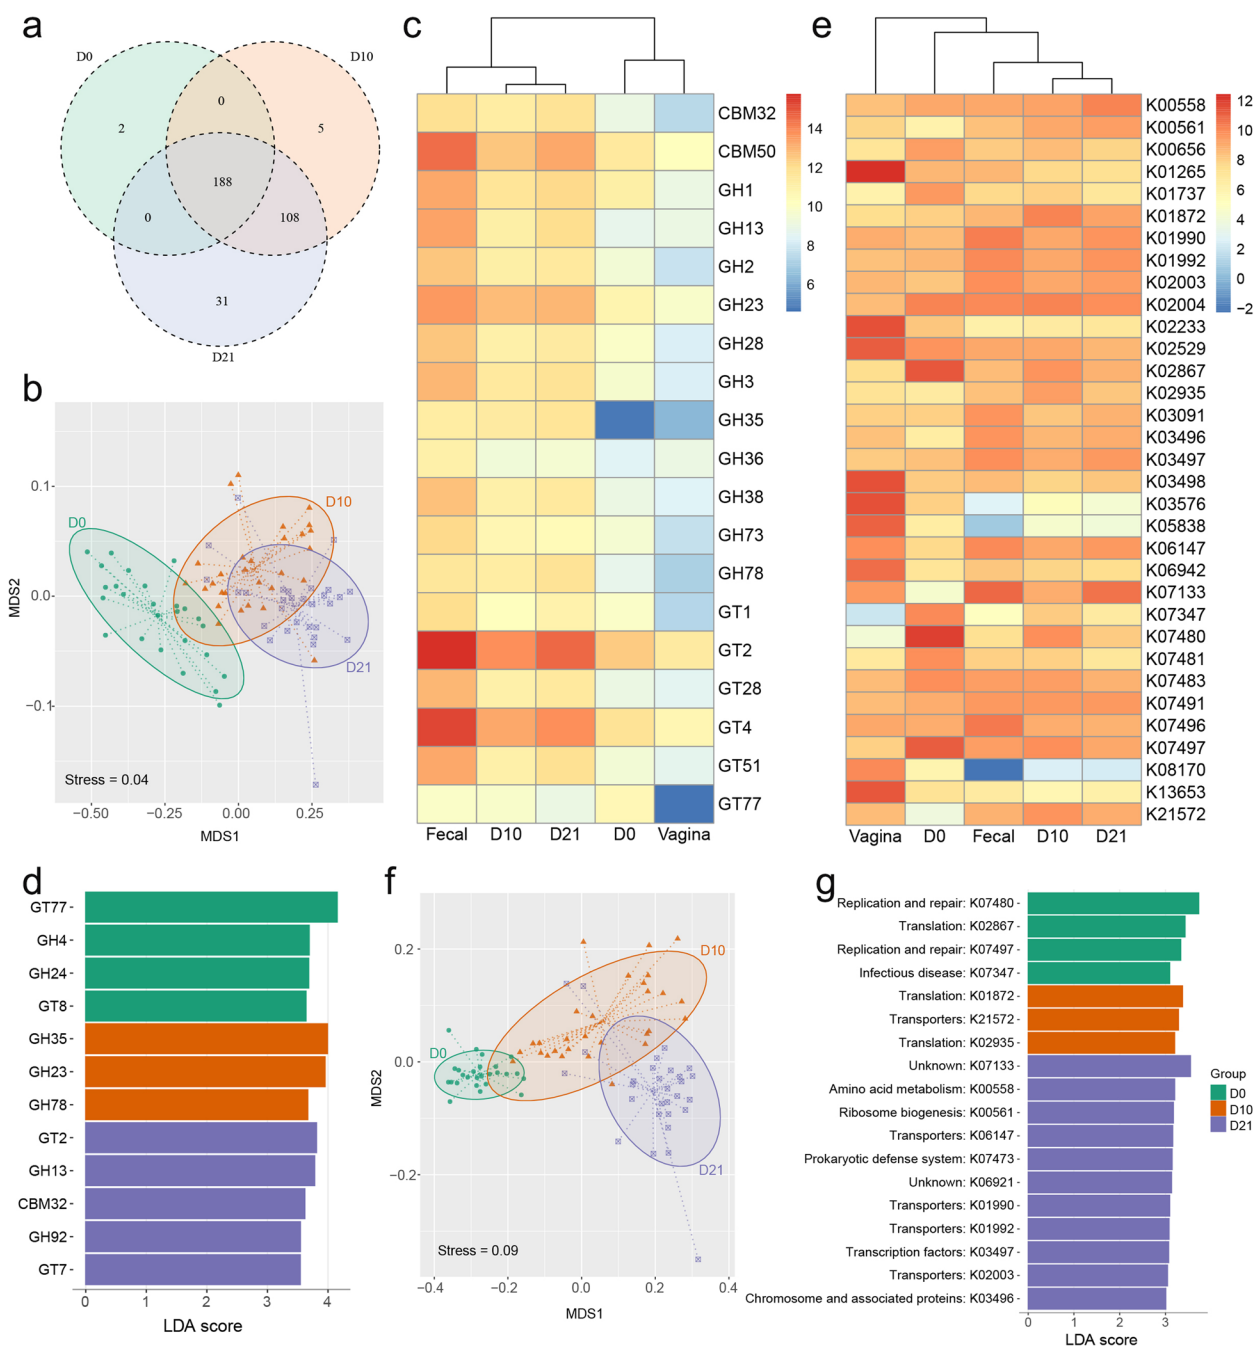 a
D0
D10
0
2
5
188
0
108
31
D21
b
0.1
0.0
−0.1
MDS2
D0
D10
D21
Stress = 0.04
−0.50
−0.25
0.00
0.25
MDS1
c
CBM32
CBM50
GH1
GH13
GH2
GH23
GH28
GH3
GH35
GH36
GH38
GH73
GH78
GT1
GT2
GT28
GT4
GT51
GT77
Fecal D10 D21 D0 Vagina
14
12
10
8
6
e
K00558
K00561
K00656
K01265
K01737
K01872
K01990
K01992
K02003
K02004
K02233
K02529
K02867
K02935
K03091
K03496
K03497
K03498
K03576
K05838
K06147
K06942
K07133
K07347
K07480
K07481
K07483
K07491
K07496
K07497
K08170
K13653
K21572
Vagina D0 Fecal D10 D21
12
10
8
6
4
2
0
−2
d
GT77
GH4
GH24
GT8
GH35
GH23
GH78
GT2
GH13
CBM32
GH92
GT7
0 1 2 3 4
LDA score
f
0.2
0.0
−0.2
MDS2
D0
D10
D21
Stress = 0.09
−0.4 −0.2 0.0 0.2 0.4
MDS1
g
Replication and repair: K07480
Translation: K02867
Replication and repair: K07497
Infectious disease: K07347
Translation: K01872
Transporters: K21572
Translation: K02935
Unknown: K07133
Amino acid metabolism: K00558
Ribosome biogenesis: K00561
Transporters: K06147
Prokaryotic defense system: K07473
Unknown: K06921
Transporters: K01990
Transporters: K01992
Transcription factors: K03497
Transporters: K02003
Chromosome and associated proteins: K03496
0 1 2 3
LDA score
Group
D0
D10
D21